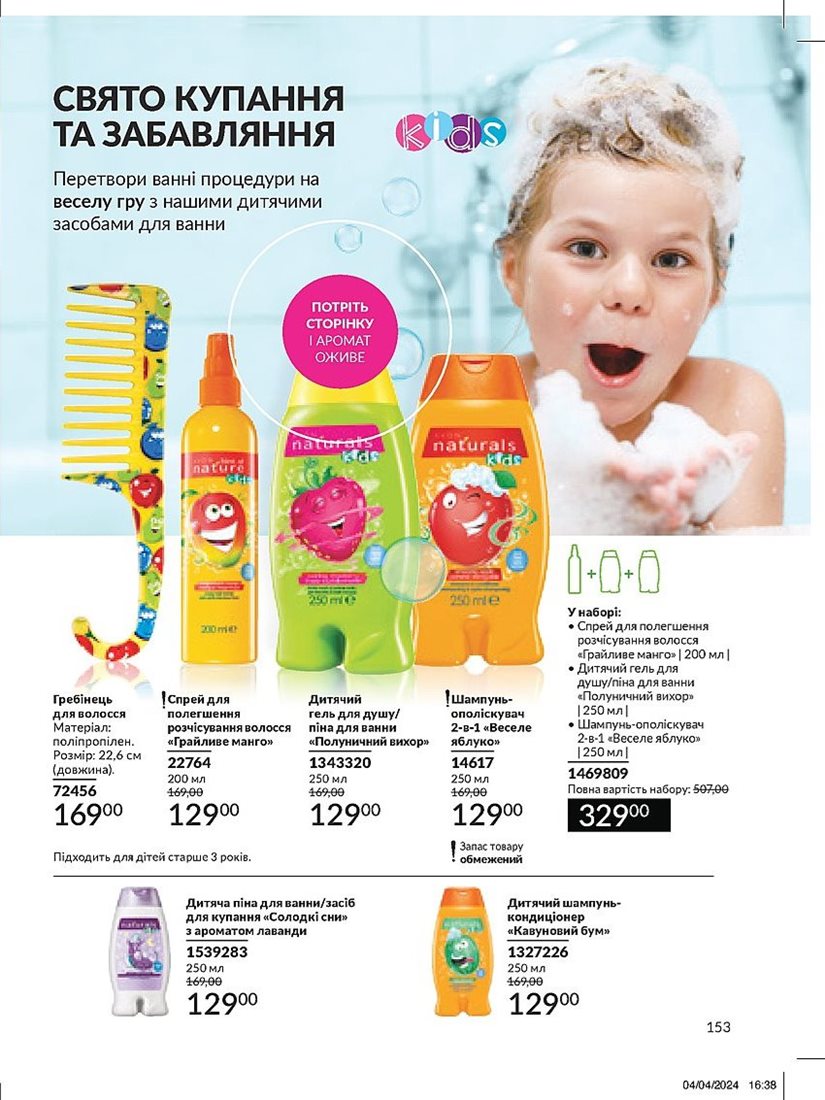 СВЯТО КУПАННЯ
ТА ЗАБАВЛЯННЯ
kids
Перетвори ванні процедури на
веселу гру з нашими дитячими
засобами для ванни
ПОТРІТЬ
СТОРІНКУ
І АРОМАТ
ОЖИВЕ
nature
kids
200 ml e
naturals
kids
250 ml e
naturals
kids
250 ml e
У наборі:
• Спрей для полегшення
розчісування волосся
«Грайливе манго» | 200 мл |
• Дитячий гель для
душу/піна для ванни
«Полуничний вихор»
| 250 мл |
• Шампунь-ополіскувач
2-в-1 «Веселе яблуко»
| 250 мл |
1469809
Повна вартість набору: 507,00
32900
Гребінець
для волосся
Матеріал:
поліпропілен.
Розмір: 22,6 см
(довжина).
72456
16900
! Спрей для
полегшення
розчісування волосся
«Грайливе манго»
22764
200 мл
169,00
12900
Дитячий
гель для душу/
піна для ванни
«Полуничний вихор»
1343320
250 мл
169,00
12900
! Шампунь-
ополіскувач
2-в-1 «Веселе
яблуко»
14617
250 мл
169,00
12900
! Запас товару
обмежений
Підходить для дітей старше 3 років.
naturals
Дитяча піна для ванни/засіб
для купання «Солодкі сни»
з ароматом лаванди
1539283
250 мл
169,00
12900
naturals
Дитячий шампунь-
кондиціонер
«Кавуновий бум»
1327226
250 мл
169,00
12900
153
04/04/2024 16:38